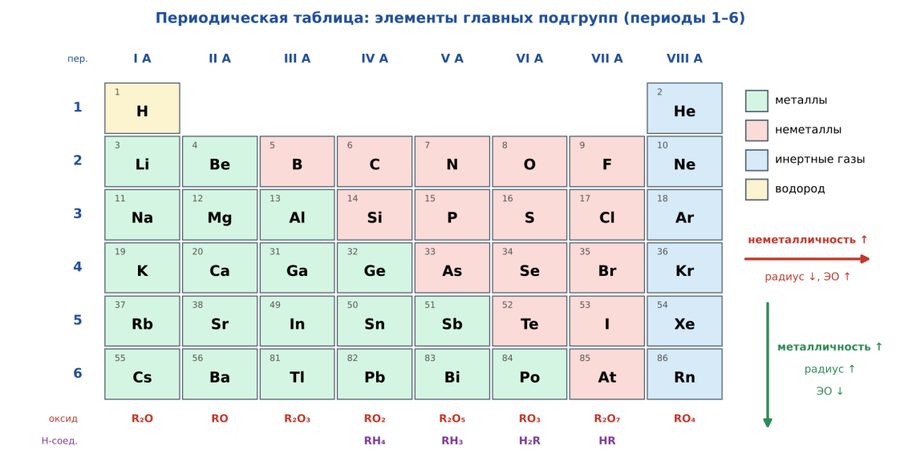 Периодическая таблица: элементы главных подгрупп (периоды 1–6)
пер. I A II A III A IV A V A VI A VII A VIII A
1 1 H 2 He
2 3 Li 4 Be 5 B 6 C 7 N 8 O 9 F 10 Ne
3 11 Na 12 Mg 13 Al 14 Si 15 P 16 S 17 Cl 18 Ar
4 19 K 20 Ca 31 Ga 32 Ge 33 As 34 Se 35 Br 36 Kr
5 37 Rb 38 Sr 49 In 50 Sn 51 Sb 52 Te 53 I 54 Xe
6 55 Cs 56 Ba 81 Tl 82 Pb 83 Bi 84 Po 85 At 86 Rn
оксид R₂O RO R₂O₃ RO₂ R₂O₅ RO₃ R₂O₇ RO₄
Н-соед. RH₄ RH₃ H₂R HR
металлы
неметаллы
инертные газы
водород
неметалличность ↑
радиус ↓, ЭО ↑
металличность ↑
радиус ↑
ЭО ↓